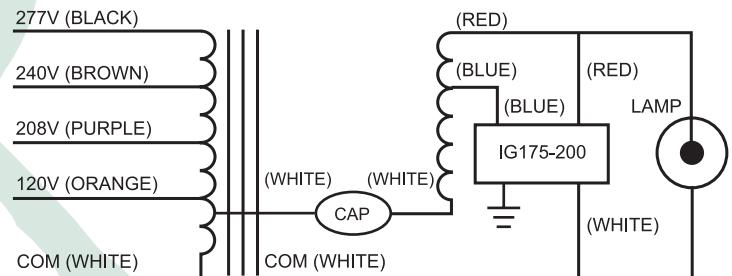 277V (BLACK)
(RED)
240V (BROWN)
(BLUE)
(RED)
(BLUE)
LAMP
208V (PURPLE)
IG175-200
120V (ORANGE)
(WHITE)
(WHITE)
CAP
(WHITE)
COM (WHITE)
COM (WHITE)